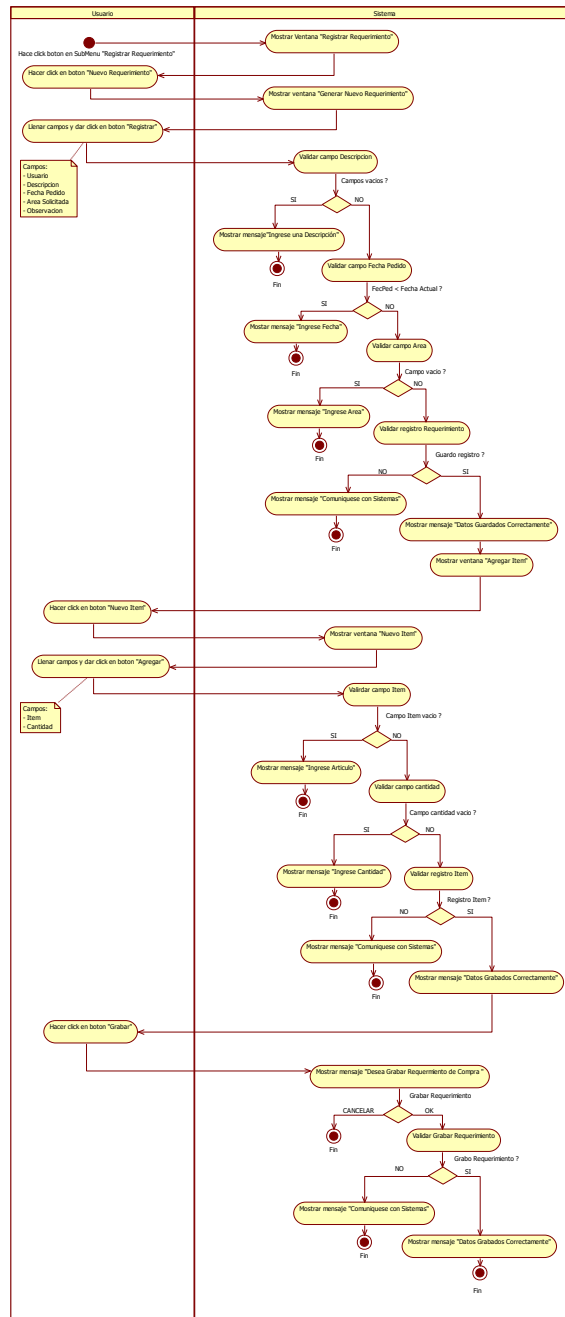 Usuario
Sistema
Mostrar Ventana "Registrar Requerimiento"
Hace click boton en SubMenu "Registrar Requerimiento"
Hacer click en boton "Nuevo Requerimiento"
Mostrar ventana "Generar Nuevo Requerimiento"
Llenar campos y dar click en boton "Registrar"
Campos:
- Usuario
- Descripcion
- Fecha Pedido
- Area Solicitada
- Observacion
Validar campo Descripcion
Campos vacios ?
SI
NO
Mostrar mensaje"Ingrese una Descripción"
Fin
Validar campo Fecha Pedido
FecPed < Fecha Actual ?
SI
NO
Mostar mensaje "Ingrese Fecha"
Fin
Validar campo Area
Campo vacio ?
SI
NO
Mostrar mensaje "Ingrese Area"
Fin
Validar registro Requerimiento
Guardo registro ?
NO
SI
Mostrar mensaje "Comuniquese con Sistemas"
Fin
Mostrar mensaje "Datos Guardados Correctamente"
Mostrar ventana "Agregar Item"
Hacer click en boton "Nuevo Item"
Mostrar ventana "Nuevo Item"
Llenar campos y dar click en boton "Agregar"
Campos:
- Item
- Cantidad
Valirdar campo Item
Campo Item vacio ?
SI
NO
Mostrar mensaje "Ingrese Articulo"
Fin
Validar campo cantidad
Campo cantidad vacio ?
SI
NO
Mostrar mensaje "Ingrese Cantidad"
Fin
Validar registro Item
Registro Item ?
NO
SI
Mostrar mensaje "Comuniquese con Sistemas"
Fin
Mostrar mensaje "Datos Grabados Correctamente"
Hacer click en boton "Grabar"
Mostrar mensaje "Desea Grabar Requermiento de Compra "
Grabar Requerimiento
CANCELAR
OK
Fin
Validar Grabar Requerimiento
Grabo Requerimiento ?
NO
SI
Mostrar mensaje "Comuniquese con Sistemas"
Fin
Mostrar mensaje "Datos Grabados Correctamente"
Fin